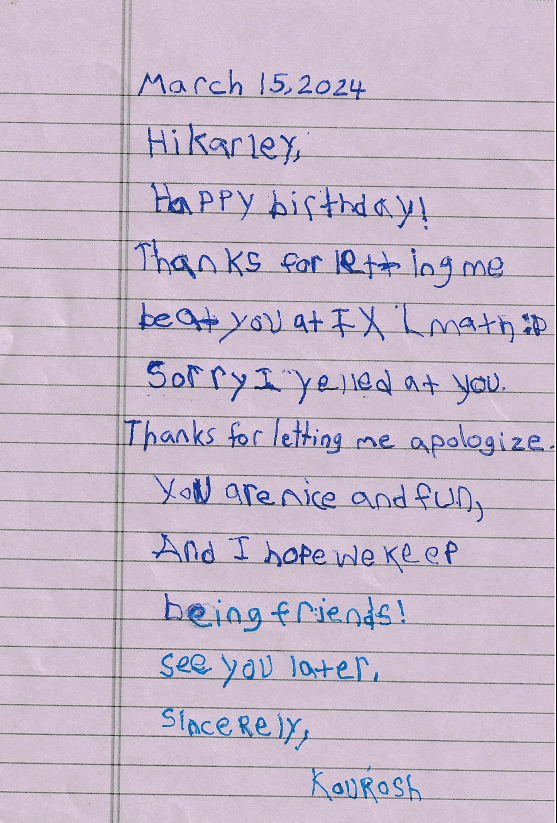 March 15, 2024
Hi karley,
Happy birthday!
Thanks for letting me
beat you at IXL math :D
Sorry I yelled at you.
Thanks for letting me apologize.
You are nice and fun,
And I hope we keep
being friends!
see you later,
sincerely,
Kourosh